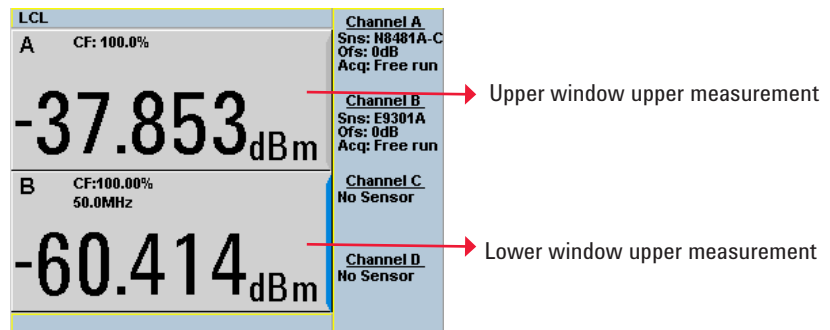 LCL
A
CF: 100.0%
-37.853dBm
B
CF:100.00%
50.0MHz
-60.414dBm
Channel A
Sns: N8481A-C
Ofs: 0dB
Acq: Free run
Channel B
Sns: E9301A
Ofs: 0dB
Acq: Free run
Channel C
No Sensor
Channel D
No Sensor
Upper window upper measurement
Lower window upper measurement